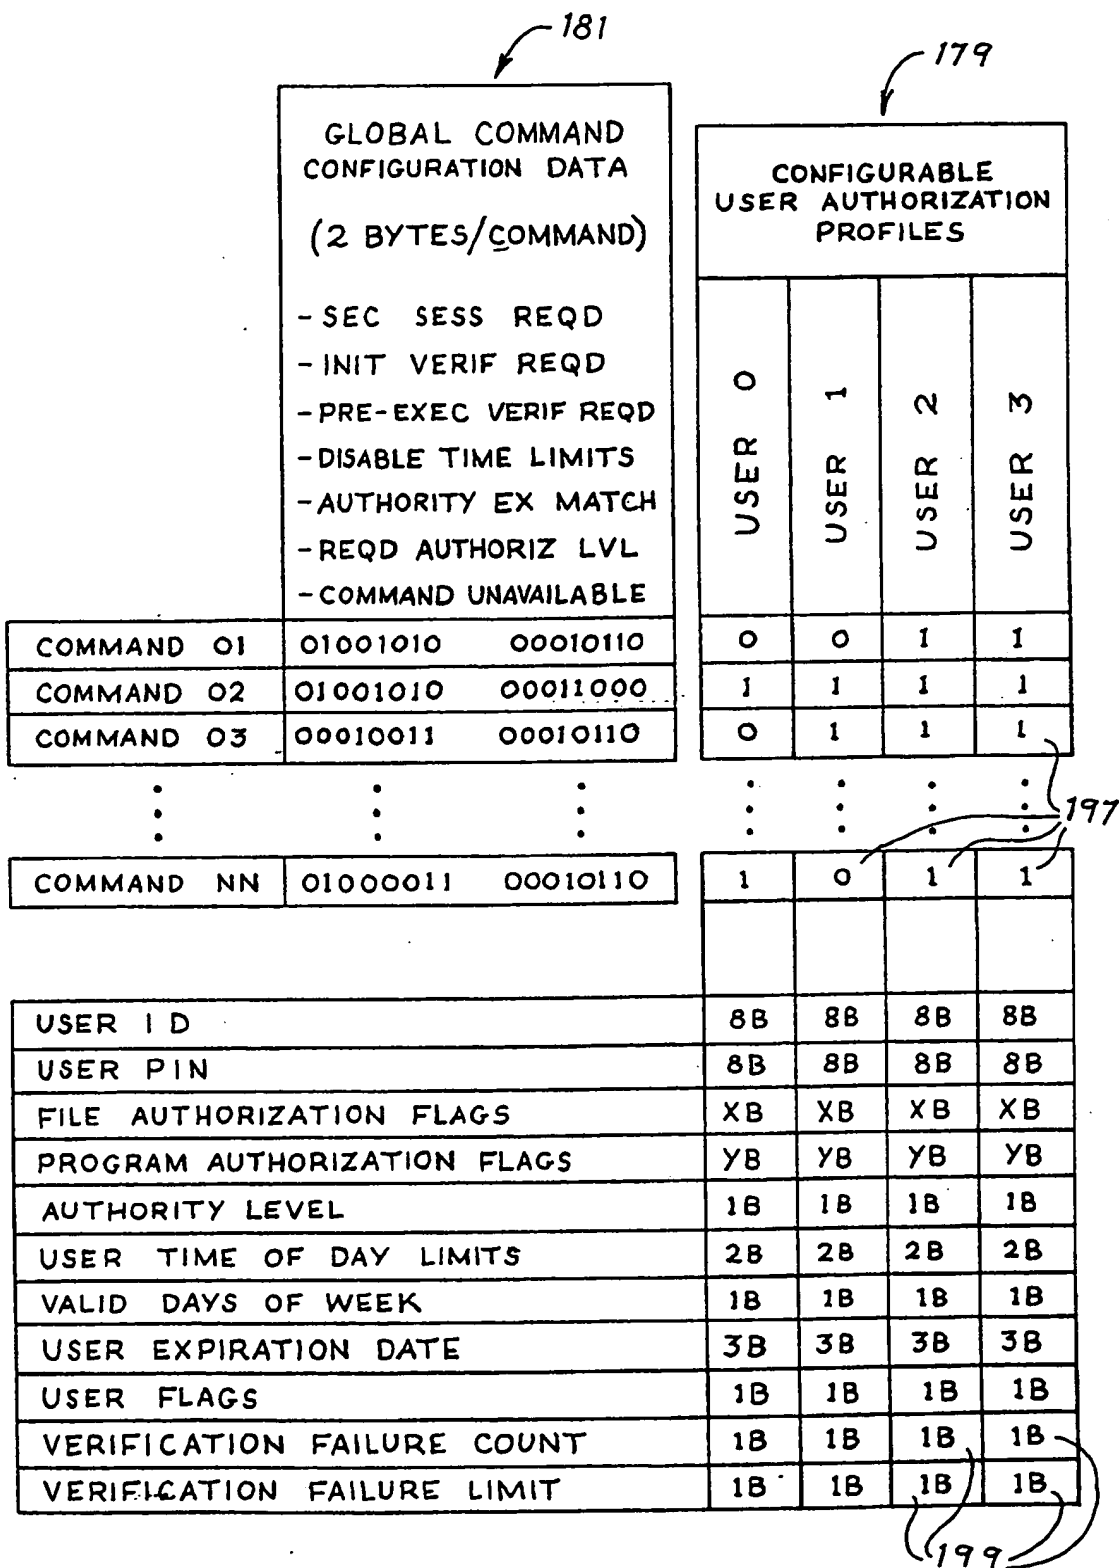 181
179
GLOBAL COMMAND
CONFIGURATION DATA
(2 BYTES/COMMAND)
- SEC SESS REQD
- INIT VERIF REQD
- PRE-EXEC VERIF REQD
- DISABLE TIME LIMITS
- AUTHORITY EX MATCH
- REQD AUTHORIZ LVL
- COMMAND UNAVAILABLE
CONFIGURABLE
USER AUTHORIZATION
PROFILES
USER 0
USER 1
USER 2
USER 3
COMMAND 01 01001010 00010110 0 0 1 1
COMMAND 02 01001010 00011000 1 1 1 1
COMMAND 03 00010011 00010110 0 1 1 1
197
COMMAND NN 01000011 00010110 1 0 1 1
USER ID 8B 8B 8B 8B
USER PIN 8B 8B 8B 8B
FILE AUTHORIZATION FLAGS XB XB XB XB
PROGRAM AUTHORIZATION FLAGS YB YB YB YB
AUTHORITY LEVEL 1B 1B 1B 1B
USER TIME OF DAY LIMITS 2B 2B 2B 2B
VALID DAYS OF WEEK 1B 1B 1B 1B
USER EXPIRATION DATE 3B 3B 3B 3B
USER FLAGS 1B 1B 1B 1B
VERIFICATION FAILURE COUNT 1B 1B 1B 1B
VERIFICATION FAILURE LIMIT 1B 1B 1B 1B
199